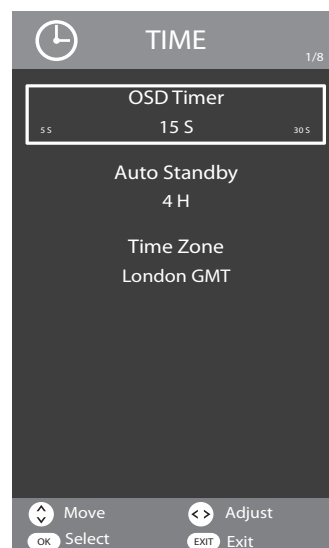 TIME
1/8
OSD Timer
5 S 15 S 30 S
Auto Standby
4 H
Time Zone
London GMT
Move Adjust
OK Select EXIT Exit